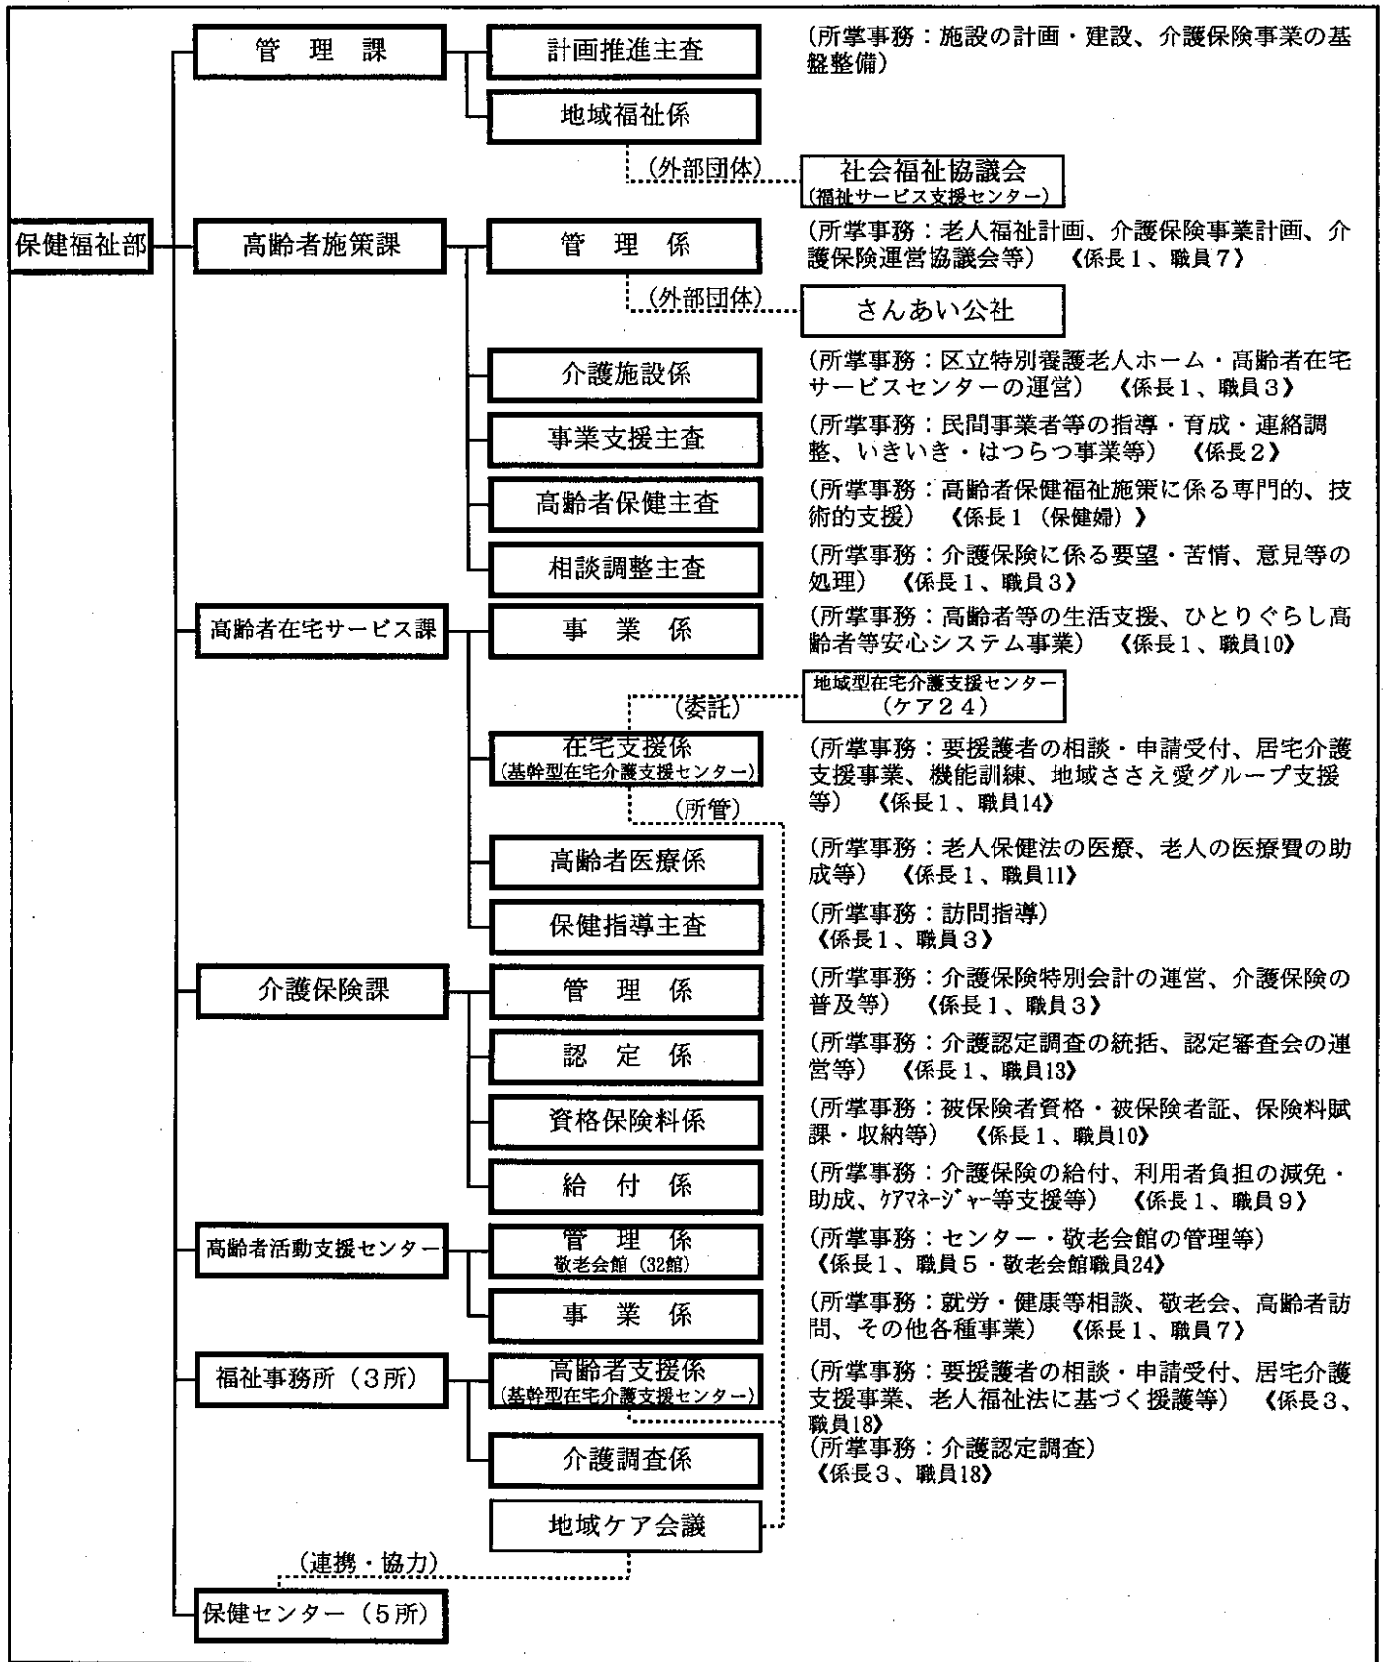 管理課
計画推進主査
(所掌事務：施設の計画・建設、介護保険事業の基
盤整備)
地域福祉係
(外部団体)
社会福祉協議会
(福祉サービス支援センター)
保健福祉部
高齢者施策課
管理係
(所掌事務：老人福祉計画、介護保険事業計画、介
護保険運営協議会等) 《係長1、職員7》
(外部団体)
さんあい公社
介護施設係
(所掌事務：区立特別養護老人ホーム・高齢者在宅
サービスセンターの運営) 《係長1、職員3》
事業支援主査
(所掌事務：民間事業者等の指導・育成・連絡調
整、いきいき・はつらつ事業等) 《係長2》
高齢者保健主査
(所掌事務：高齢者保健福祉施策に係る専門的、技
術的支援) 《係長1（保健婦）》
相談調整主査
(所掌事務：介護保険に係る要望・苦情、意見等の
処理) 《係長1、職員3》
高齢者在宅サービス課
事業係
(所掌事務：高齢者等の生活支援、ひとりぐらし高
齢者等安心システム事業) 《係長1、職員10》
(委託)
地域型在宅介護支援センター
(ケア24)
在宅支援係
(基幹型在宅介護支援センター)
(所掌事務：要援護者の相談・申請受付、居宅介護
支援事業、機能訓練、地域ささえ愛グループ支援
等) 《係長1、職員14》
(所管)
高齢者医療係
(所掌事務：老人保健法の医療、老人の医療費の助
成等) 《係長1、職員11》
保健指導主査
(所掌事務：訪問指導)
《係長1、職員3》
介護保険課
管理係
(所掌事務：介護保険特別会計の運営、介護保険の
普及等) 《係長1、職員3》
認定係
(所掌事務：介護認定調査の統括、認定審査会の運
営等) 《係長1、職員13》
資格保険料係
(所掌事務：被保険者資格・被保険者証、保険料賦
課・収納等) 《係長1、職員10》
給付係
(所掌事務：介護保険の給付、利用者負担の減免・
助成、ｹｱﾏﾈｰｼﾞｬｰ等支援等) 《係長1、職員9》
高齢者活動支援センター
管理係
敬老会館（32館）
(所掌事務：センター・敬老会館の管理等)
《係長1、職員5・敬老会館職員24》
事業係
(所掌事務：就労・健康等相談、敬老会、高齢者訪
問、その他各種事業) 《係長1、職員7》
福祉事務所（3所）
高齢者支援係
(基幹型在宅介護支援センター)
(所掌事務：要援護者の相談・申請受付、居宅介護
支援事業、老人福祉法に基づく援護等) 《係長3、
職員18》
介護調査係
(所掌事務：介護認定調査)
《係長3、職員18》
地域ケア会議
(連携・協力)
保健センター（5所）